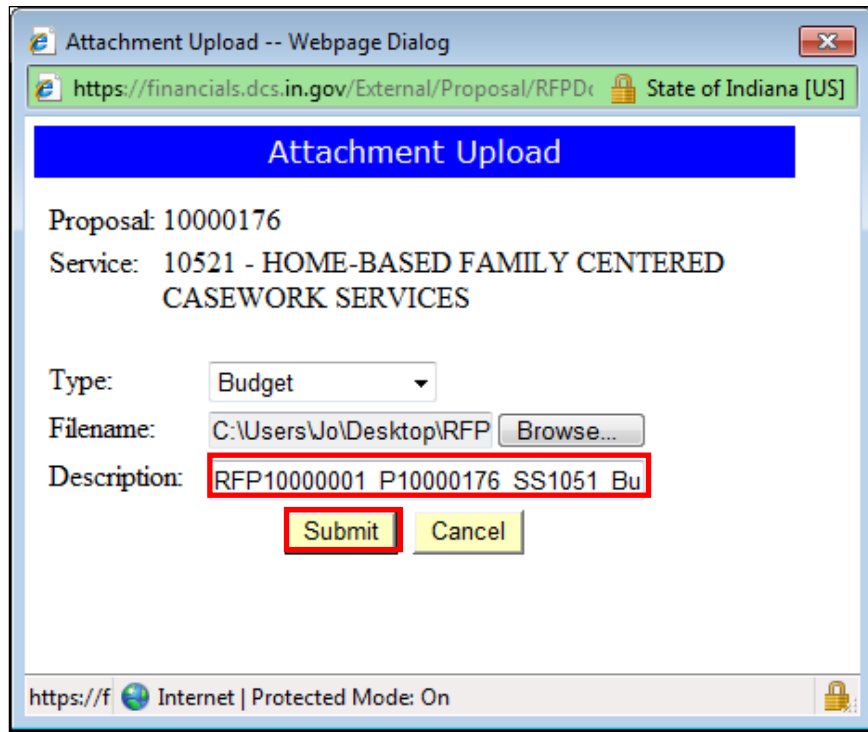 Attachment Upload -- Webpage Dialog
https://financials.dcs.in.gov/External/Proposal/RFPDo State of Indiana [US]
Attachment Upload
Proposal: 10000176
Service: 10521 - HOME-BASED FAMILY CENTERED
CASEWORK SERVICES
Type: Budget
Filename: C:\Users\Jo\Desktop\RFP Browse...
Description: RFP10000001_P10000176_SS1051_Bu
Submit Cancel
https://f Internet | Protected Mode: On